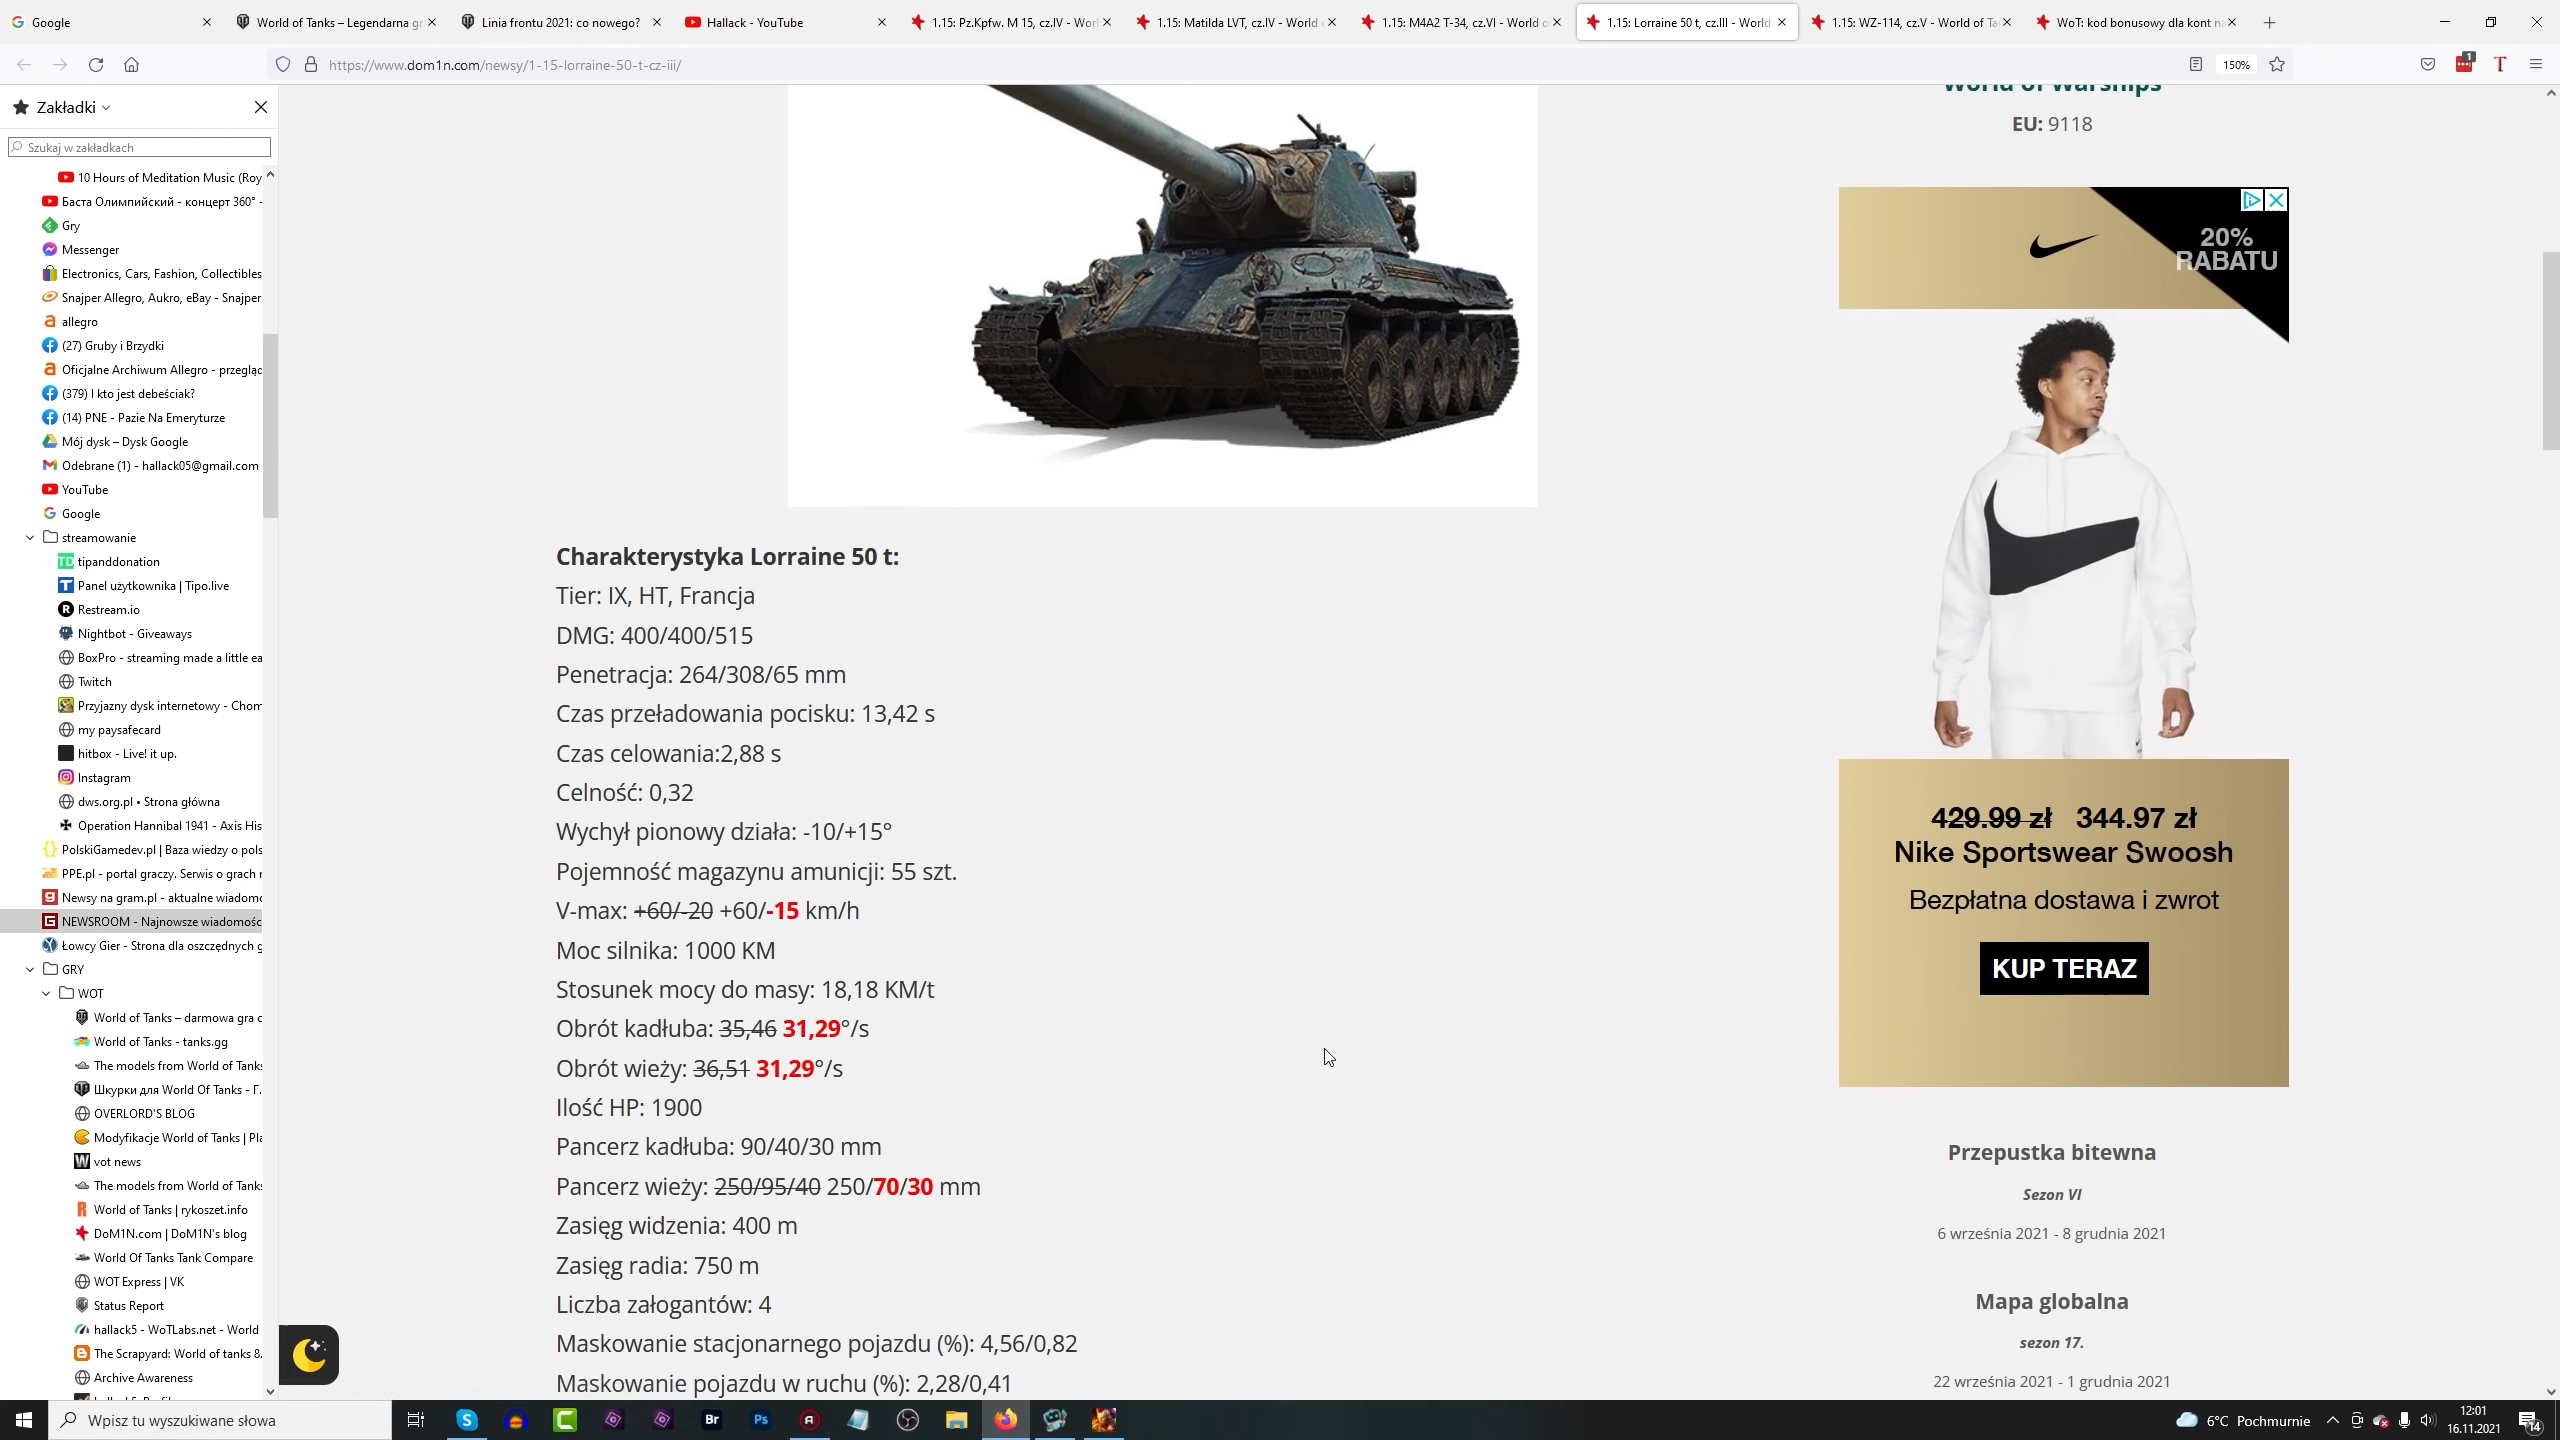 Google
World of Tanks – Legendarna gr
Linia frontu 2021: co nowego?
Hallack - YouTube
1.15: Pz.Kpfw. M 15, cz.IV - Worl
1.15: Matilda LVT, cz.IV - World o
1.15: M4A2 T-34, cz.VI - World o
1.15: Lorraine 50 t, cz.III - World
1.15: WZ-114, cz.V - World of Ta
WoT: kod bonusowy dla kont n
https://www.dom1n.com/newsy/1-15-lorraine-50-t-cz-iii/
150%
1
Zakładki
Szukaj w zakładkach
10 Hours of Meditation Music (Roy
Баста Олимпийский - концерт 360° -
Gry
Messenger
Electronics, Cars, Fashion, Collectibles
Snajper Allegro, Aukro, eBay - Snajper
allegro
(27) Gruby i Brzydki
Oficjalne Archiwum Allegro - przegląd
(379) I kto jest debeściak?
(14) PNE - Pazie Na Emeryturze
Mój dysk – Dysk Google
Odebrane (1) - hallack05@gmail.com
YouTube
Google
streamowanie
tipanddonation
Panel użytkownika | Tipo.live
Restream.io
Nightbot - Giveaways
BoxPro - streaming made a little ea
Twitch
Przyjazny dysk internetowy - Chom
my paysafecard
hitbox - Live! it up.
Instagram
dws.org.pl • Strona główna
Operation Hannibal 1941 - Axis His
PolskiGamedev.pl | Baza wiedzy o pols
PPE.pl - portal graczy. Serwis o grach
Newsy na gram.pl - aktualne wiadomo
NEWSROOM - Najnowsze wiadomośc
Łowcy Gier - Strona dla oszczędnych g
GRY
WOT
World of Tanks – darmowa gra
World of Tanks - tanks.gg
The models from World of Tank
Шкурки для World Of Tanks - Г.
OVERLORD'S BLOG
Modyfikacje World of Tanks | Pla
vot news
The models from World of Tank
World of Tanks | rykoszet.info
DoM1N.com | DoM1N's blog
World Of Tanks Tank Compare
WOT Express | VK
Status Report
hallack5 - WoTLabs.net - World
The Scrapyard: World of tanks 8.
Archive Awareness
Charakterystyka Lorraine 50 t:
Tier: IX, HT, Francja
DMG: 400/400/515
Penetracja: 264/308/65 mm
Czas przeładowania pocisku: 13,42 s
Czas celowania:2,88 s
Celność: 0,32
Wychył pionowy działa: -10/+15°
Pojemność magazynu amunicji: 55 szt.
V-max: +60/-20 +60/-15 km/h
Moc silnika: 1000 KM
Stosunek mocy do masy: 18,18 KM/t
Obrót kadłuba: 35,46 31,29°/s
Obrót wieży: 36,51 31,29°/s
Ilość HP: 1900
Pancerz kadłuba: 90/40/30 mm
Pancerz wieży: 250/95/40 250/70/30 mm
Zasięg widzenia: 400 m
Zasięg radia: 750 m
Liczba załogantów: 4
Maskowanie stacjonarnego pojazdu (%): 4,56/0,82
Maskowanie pojazdu w ruchu (%): 2,28/0,41
World of Warships
EU: 9118
20%
RABATU
429.99 zł 344.97 zł
Nike Sportswear Swoosh
Bezpłatna dostawa i zwrot
KUP TERAZ
Przepustka bitewna
Sezon VI
6 września 2021 - 8 grudnia 2021
Mapa globalna
sezon 17.
22 września 2021 - 1 grudnia 2021
Wpisz tu wyszukiwane słowa
Br
Ps
6°C Pochmurnie
12:01
16.11.2021
14